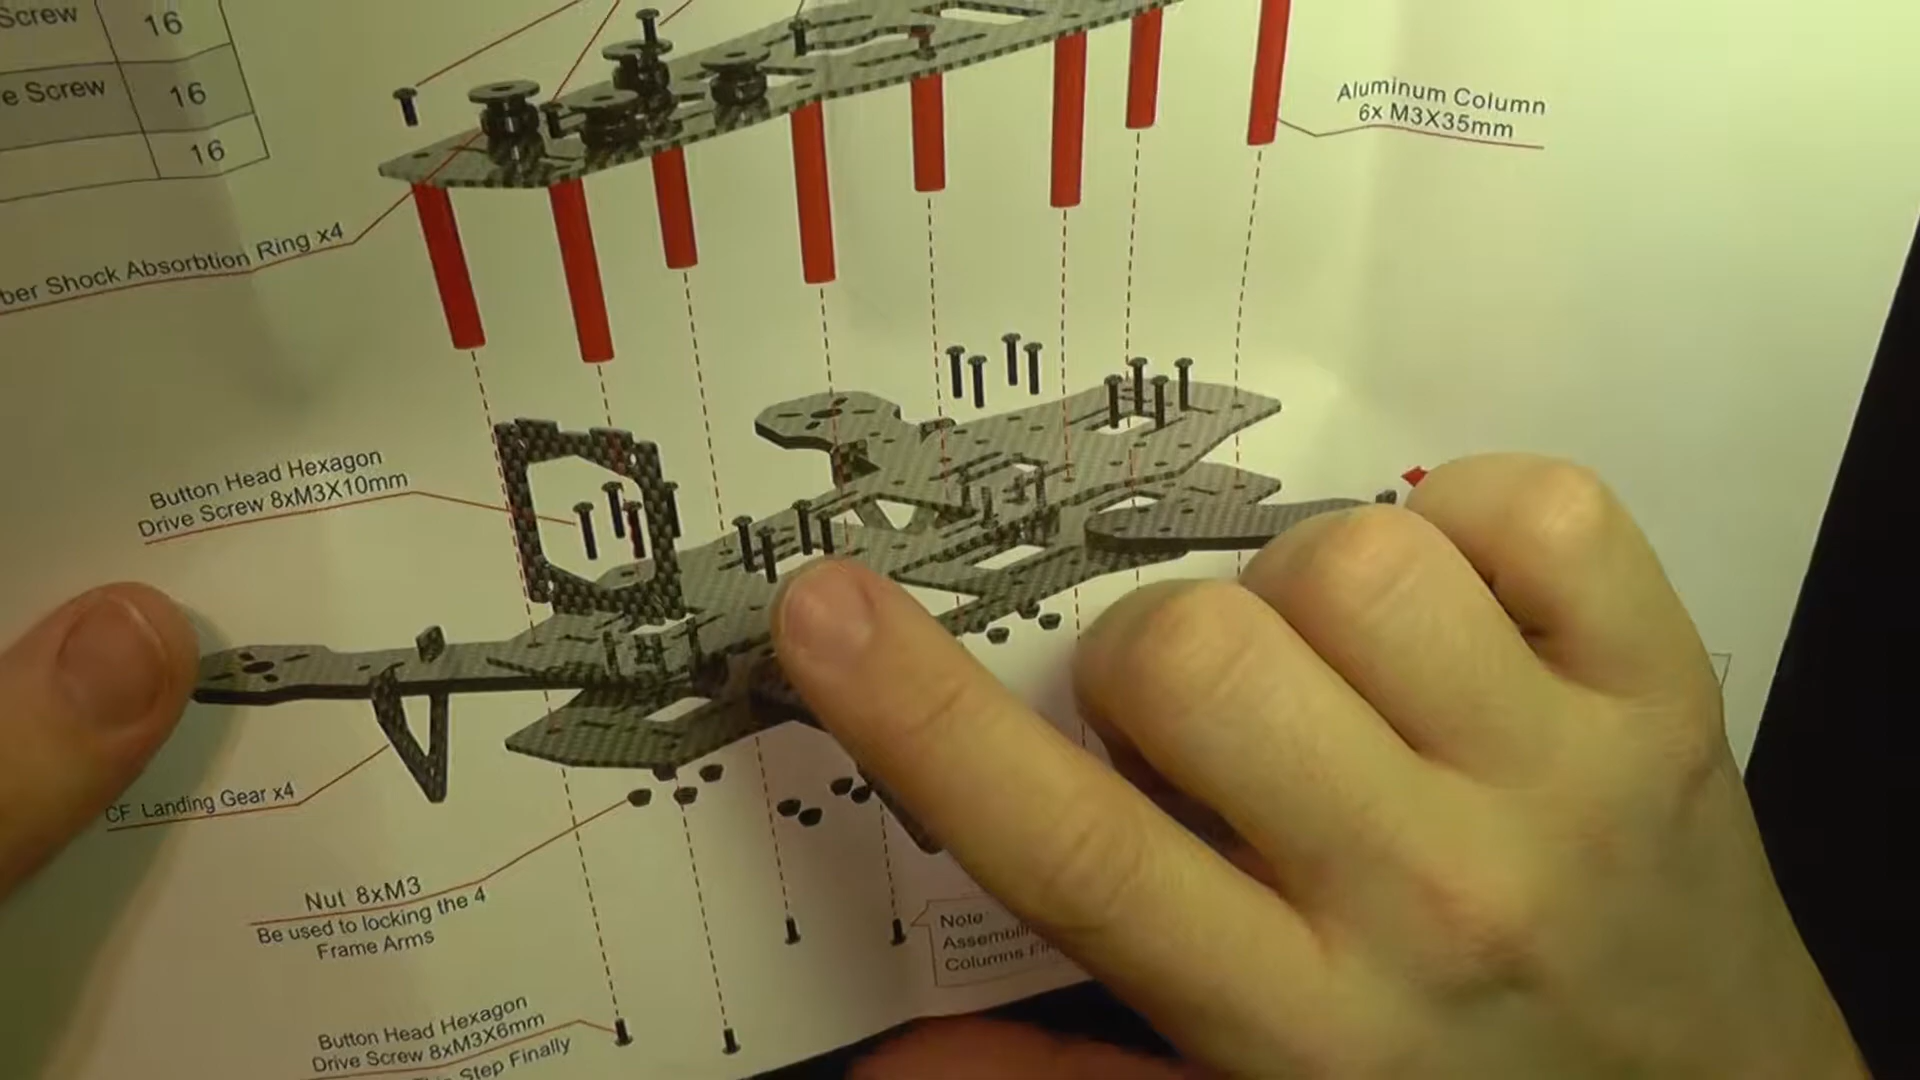 Screw 16
e Screw 16
16
Aluminum Column
6x M3X35mm
ber Shock Absorbtion Ring x4
Button Head Hexagon
Drive Screw 8xM3X10mm
CF Landing Gear x4
Nut 8xM3
Be used to locking the 4
Frame Arms
Note
Columns
Button Head Hexagon
Drive Screw 8xM3X6mm
Step Finally